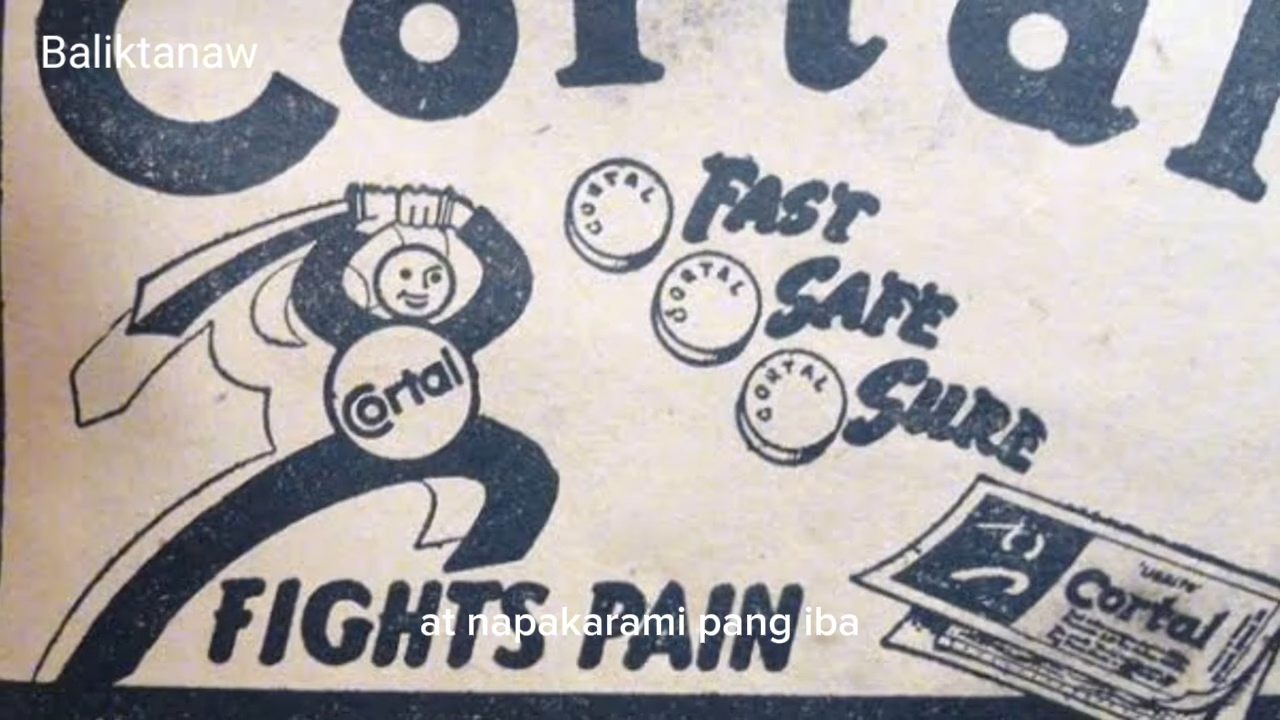 Baliktanaw
Cortal
CORTAL
FAST
CORTAL
SAFE
CORTAL
SURE
Cortal
FIGHTS PAIN
at napakarami pang iba
Cortal